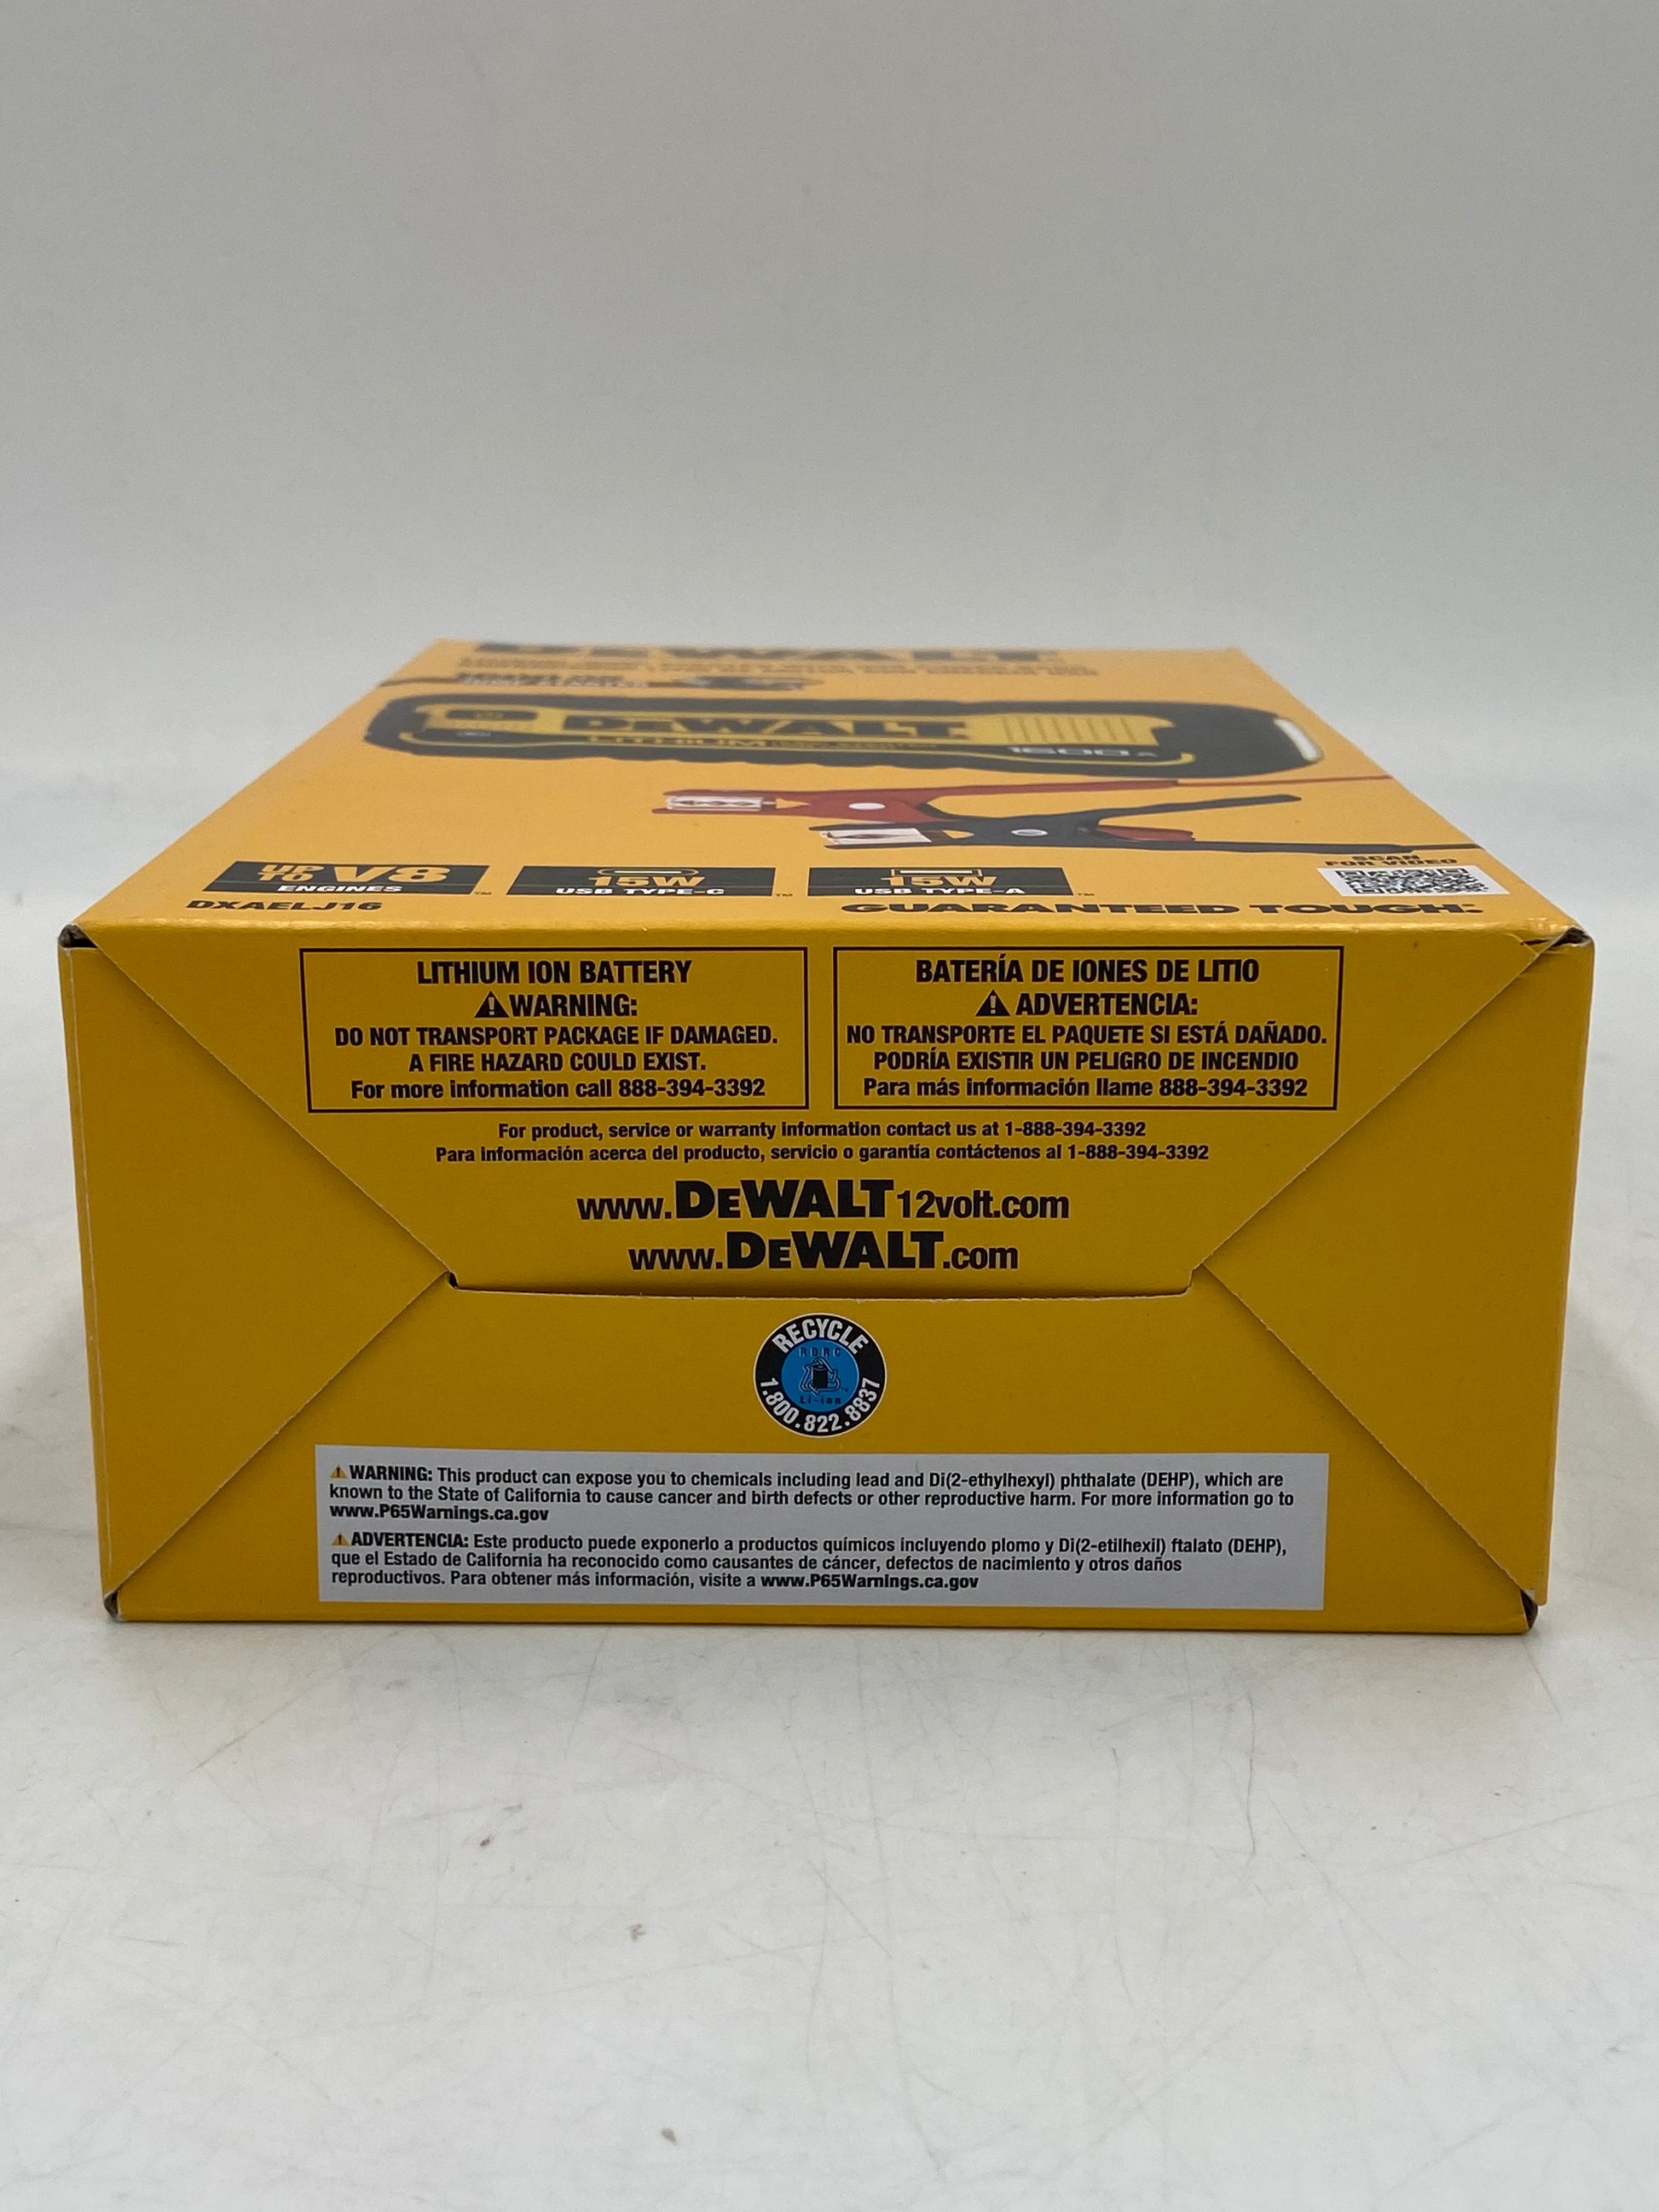 DEWALT
DEWALT
LITHIUM
1600A
UP TO V8
ENGINES
™
15W
USB TYPE-C
™
15W
USB TYPE-A
™
SCAN
FOR VIDEO
DXAELJ16
GUARANTEED TOUGH.®
LITHIUM ION BATTERY
⚠WARNING:
DO NOT TRANSPORT PACKAGE IF DAMAGED.
A FIRE HAZARD COULD EXIST.
For more information call 888-394-3392
BATERÍA DE IONES DE LITIO
⚠ ADVERTENCIA:
NO TRANSPORTE EL PAQUETE SI ESTÁ DAÑADO.
PODRÍA EXISTIR UN PELIGRO DE INCENDIO
Para más información llame 888-394-3392
For product, service or warranty information contact us at 1-888-394-3392
Para información acerca del producto, servicio o garantía contáctenos al 1-888-394-3392
www.DEWALT12volt.com
www.DEWALT.com
RECYCLE
RBRC
Li-Ion
1.800.822.8837
⚠WARNING: This product can expose you to chemicals including lead and Di(2-ethylhexyl) phthalate (DEHP), which are
known to the State of California to cause cancer and birth defects or other reproductive harm. For more information go to
www.P65Warnings.ca.gov
⚠ADVERTENCIA: Este producto puede exponerlo a productos químicos incluyendo plomo y Di(2-etilhexil) ftalato (DEHP),
que el Estado de California ha reconocido como causantes de cáncer, defectos de nacimiento y otros daños
reproductivos. Para obtener más información, visite a www.P65Warnings.ca.gov